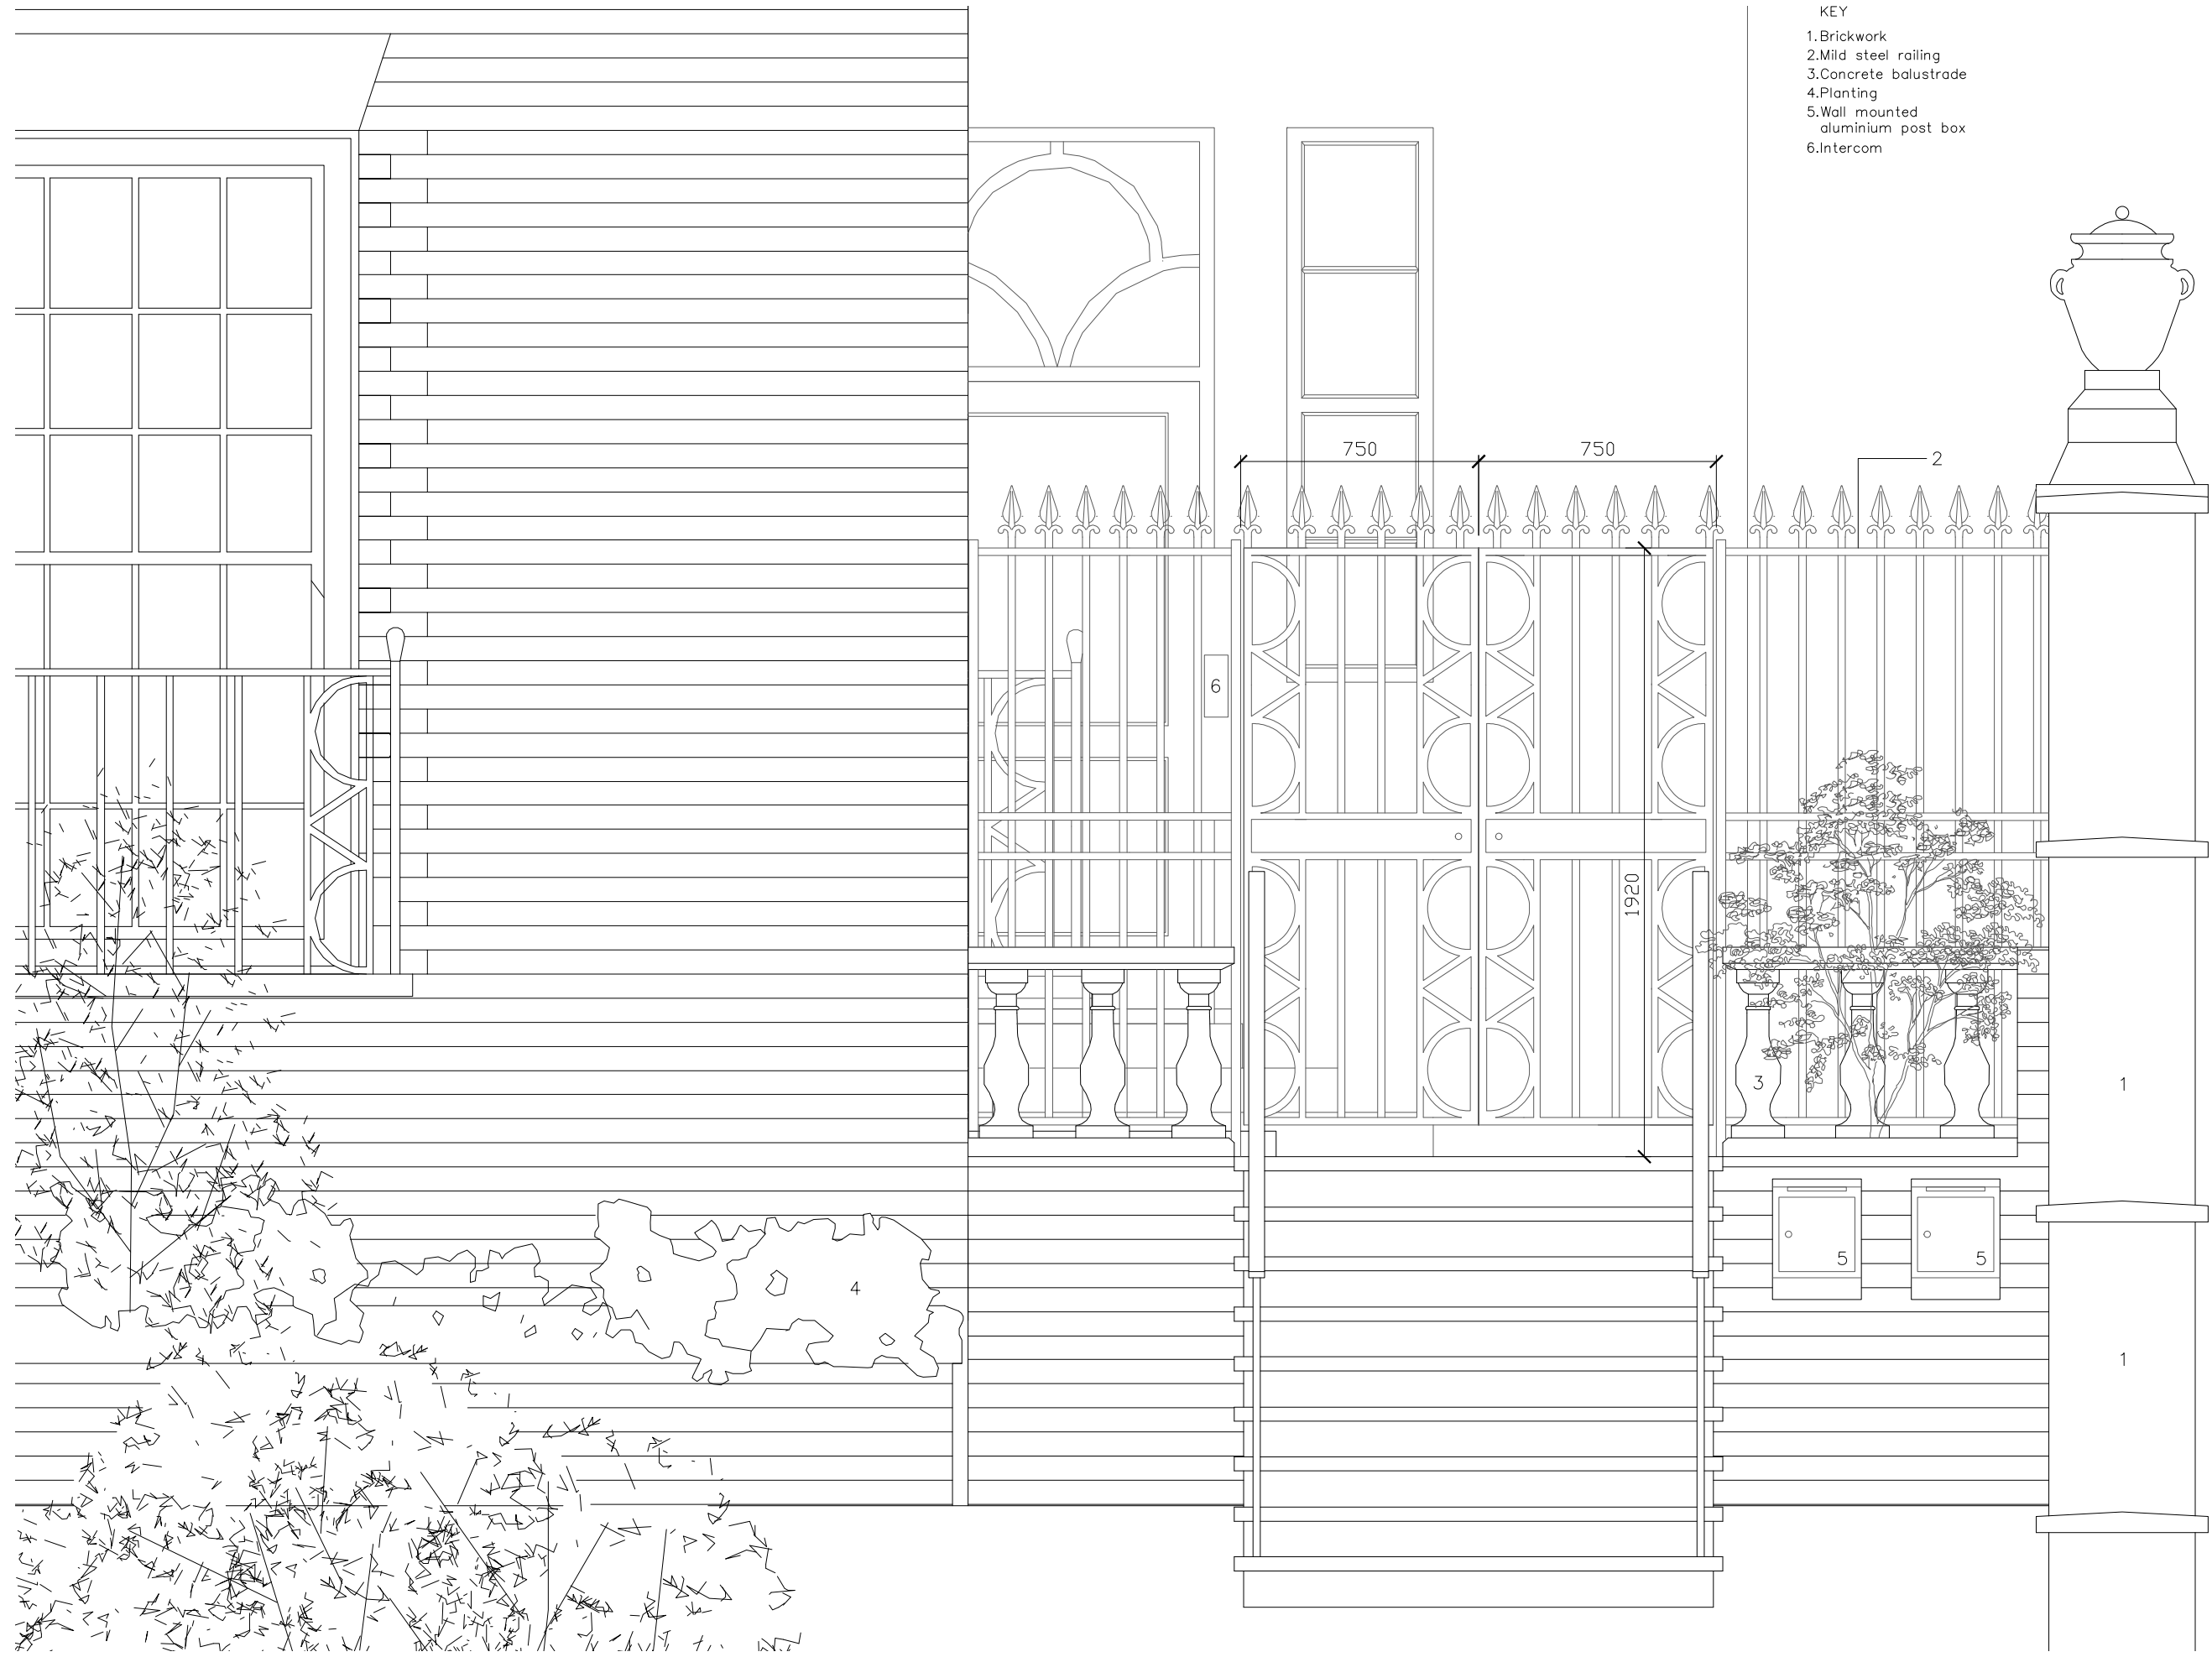 KEY
1.Brickwork
2.Mild steel railing
3.Concrete balustrade
4.Planting
5.Wall mounted
aluminium post box
6.Intercom
750 750
2
6
1920
3
1
5 5
4
1